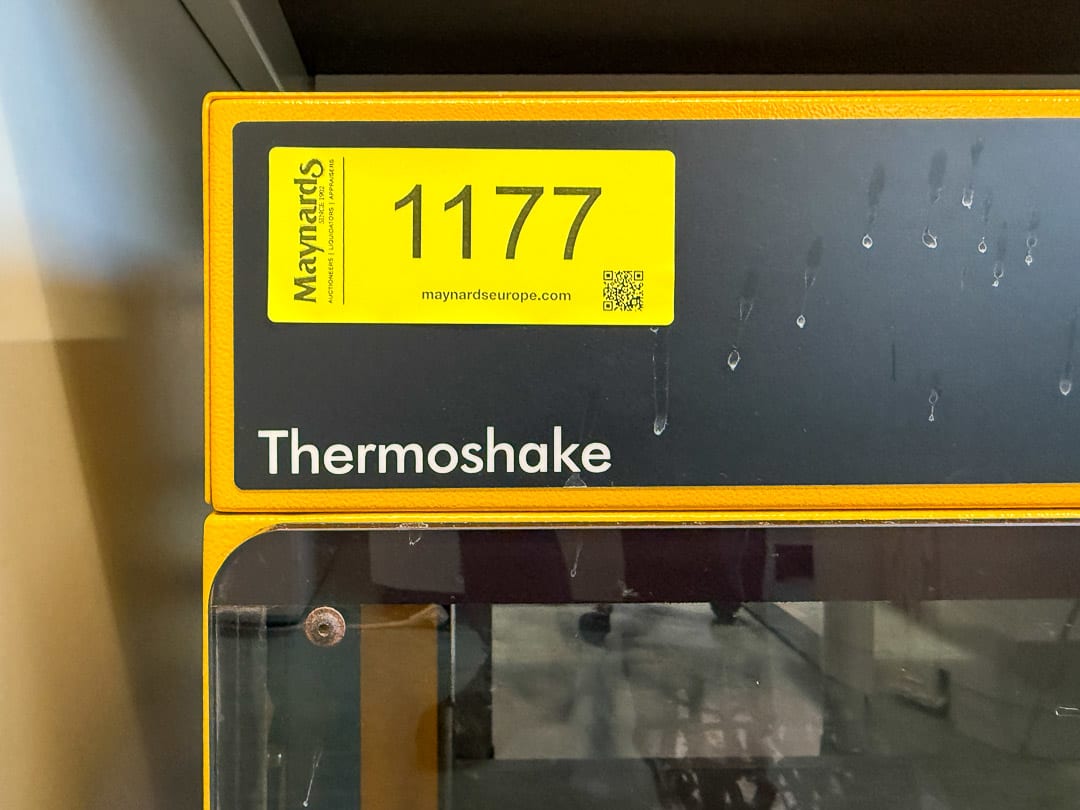 Maynards
SINCE 1902
AUCTIONEERS | LIQUIDATORS | APPRAISERS
1177
maynardseurope.com
Thermoshake